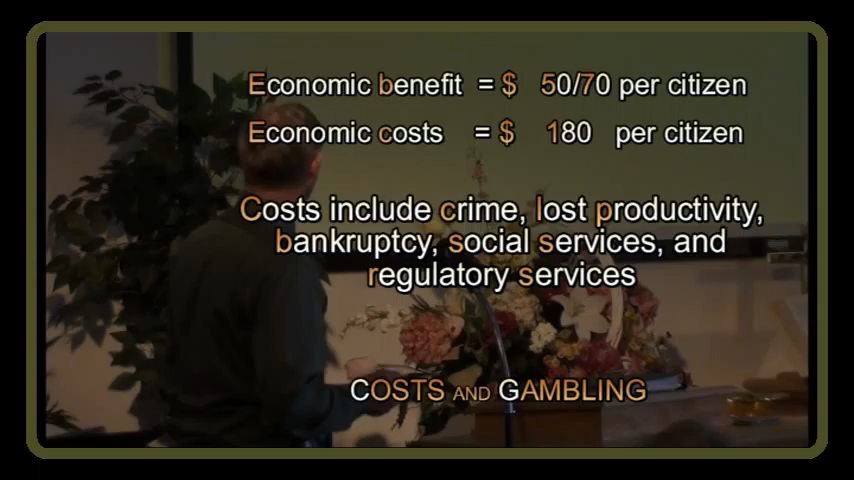 Economic benefit = $ 50/70 per citizen
Economic costs = $ 180 per citizen
Costs include crime, lost productivity,
bankruptcy, social services, and
regulatory services
COSTS AND GAMBLING